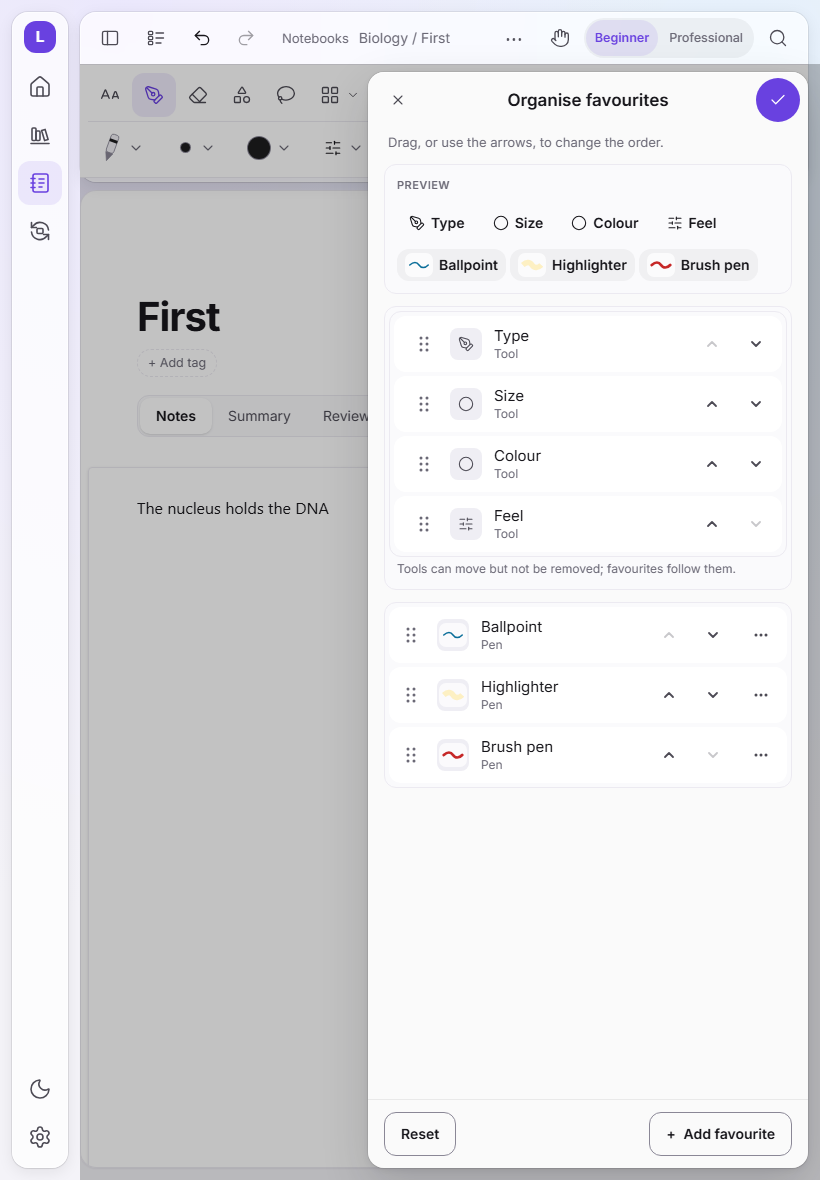 L
Notebooks Biology / First
Beginner Professional
AA
Organise favourites
Drag, or use the arrows, to change the order.
PREVIEW
Type Size Colour Feel
Ballpoint Highlighter Brush pen
First
+ Add tag
Notes Summary Review
The nucleus holds the DNA
Type
Tool
Size
Tool
Colour
Tool
Feel
Tool
Tools can move but not be removed; favourites follow them.
Ballpoint
Pen
Highlighter
Pen
Brush pen
Pen
Reset
+ Add favourite